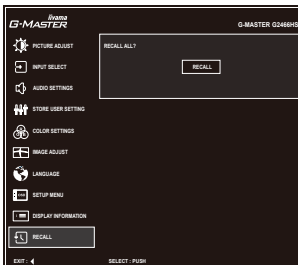 iiyama
G-MASTER
G-MASTER G2466HS
PICTURE ADJUST
RECALL ALL?
INPUT SELECT
RECALL
AUDIO SETTINGS
STORE USER SETTING
COLOR SETTINGS
IMAGE ADJUST
LANGUAGE
OSD
SETUP MENU
DISPLAY INFORMATION
RECALL
EXIT :
SELECT : PUSH